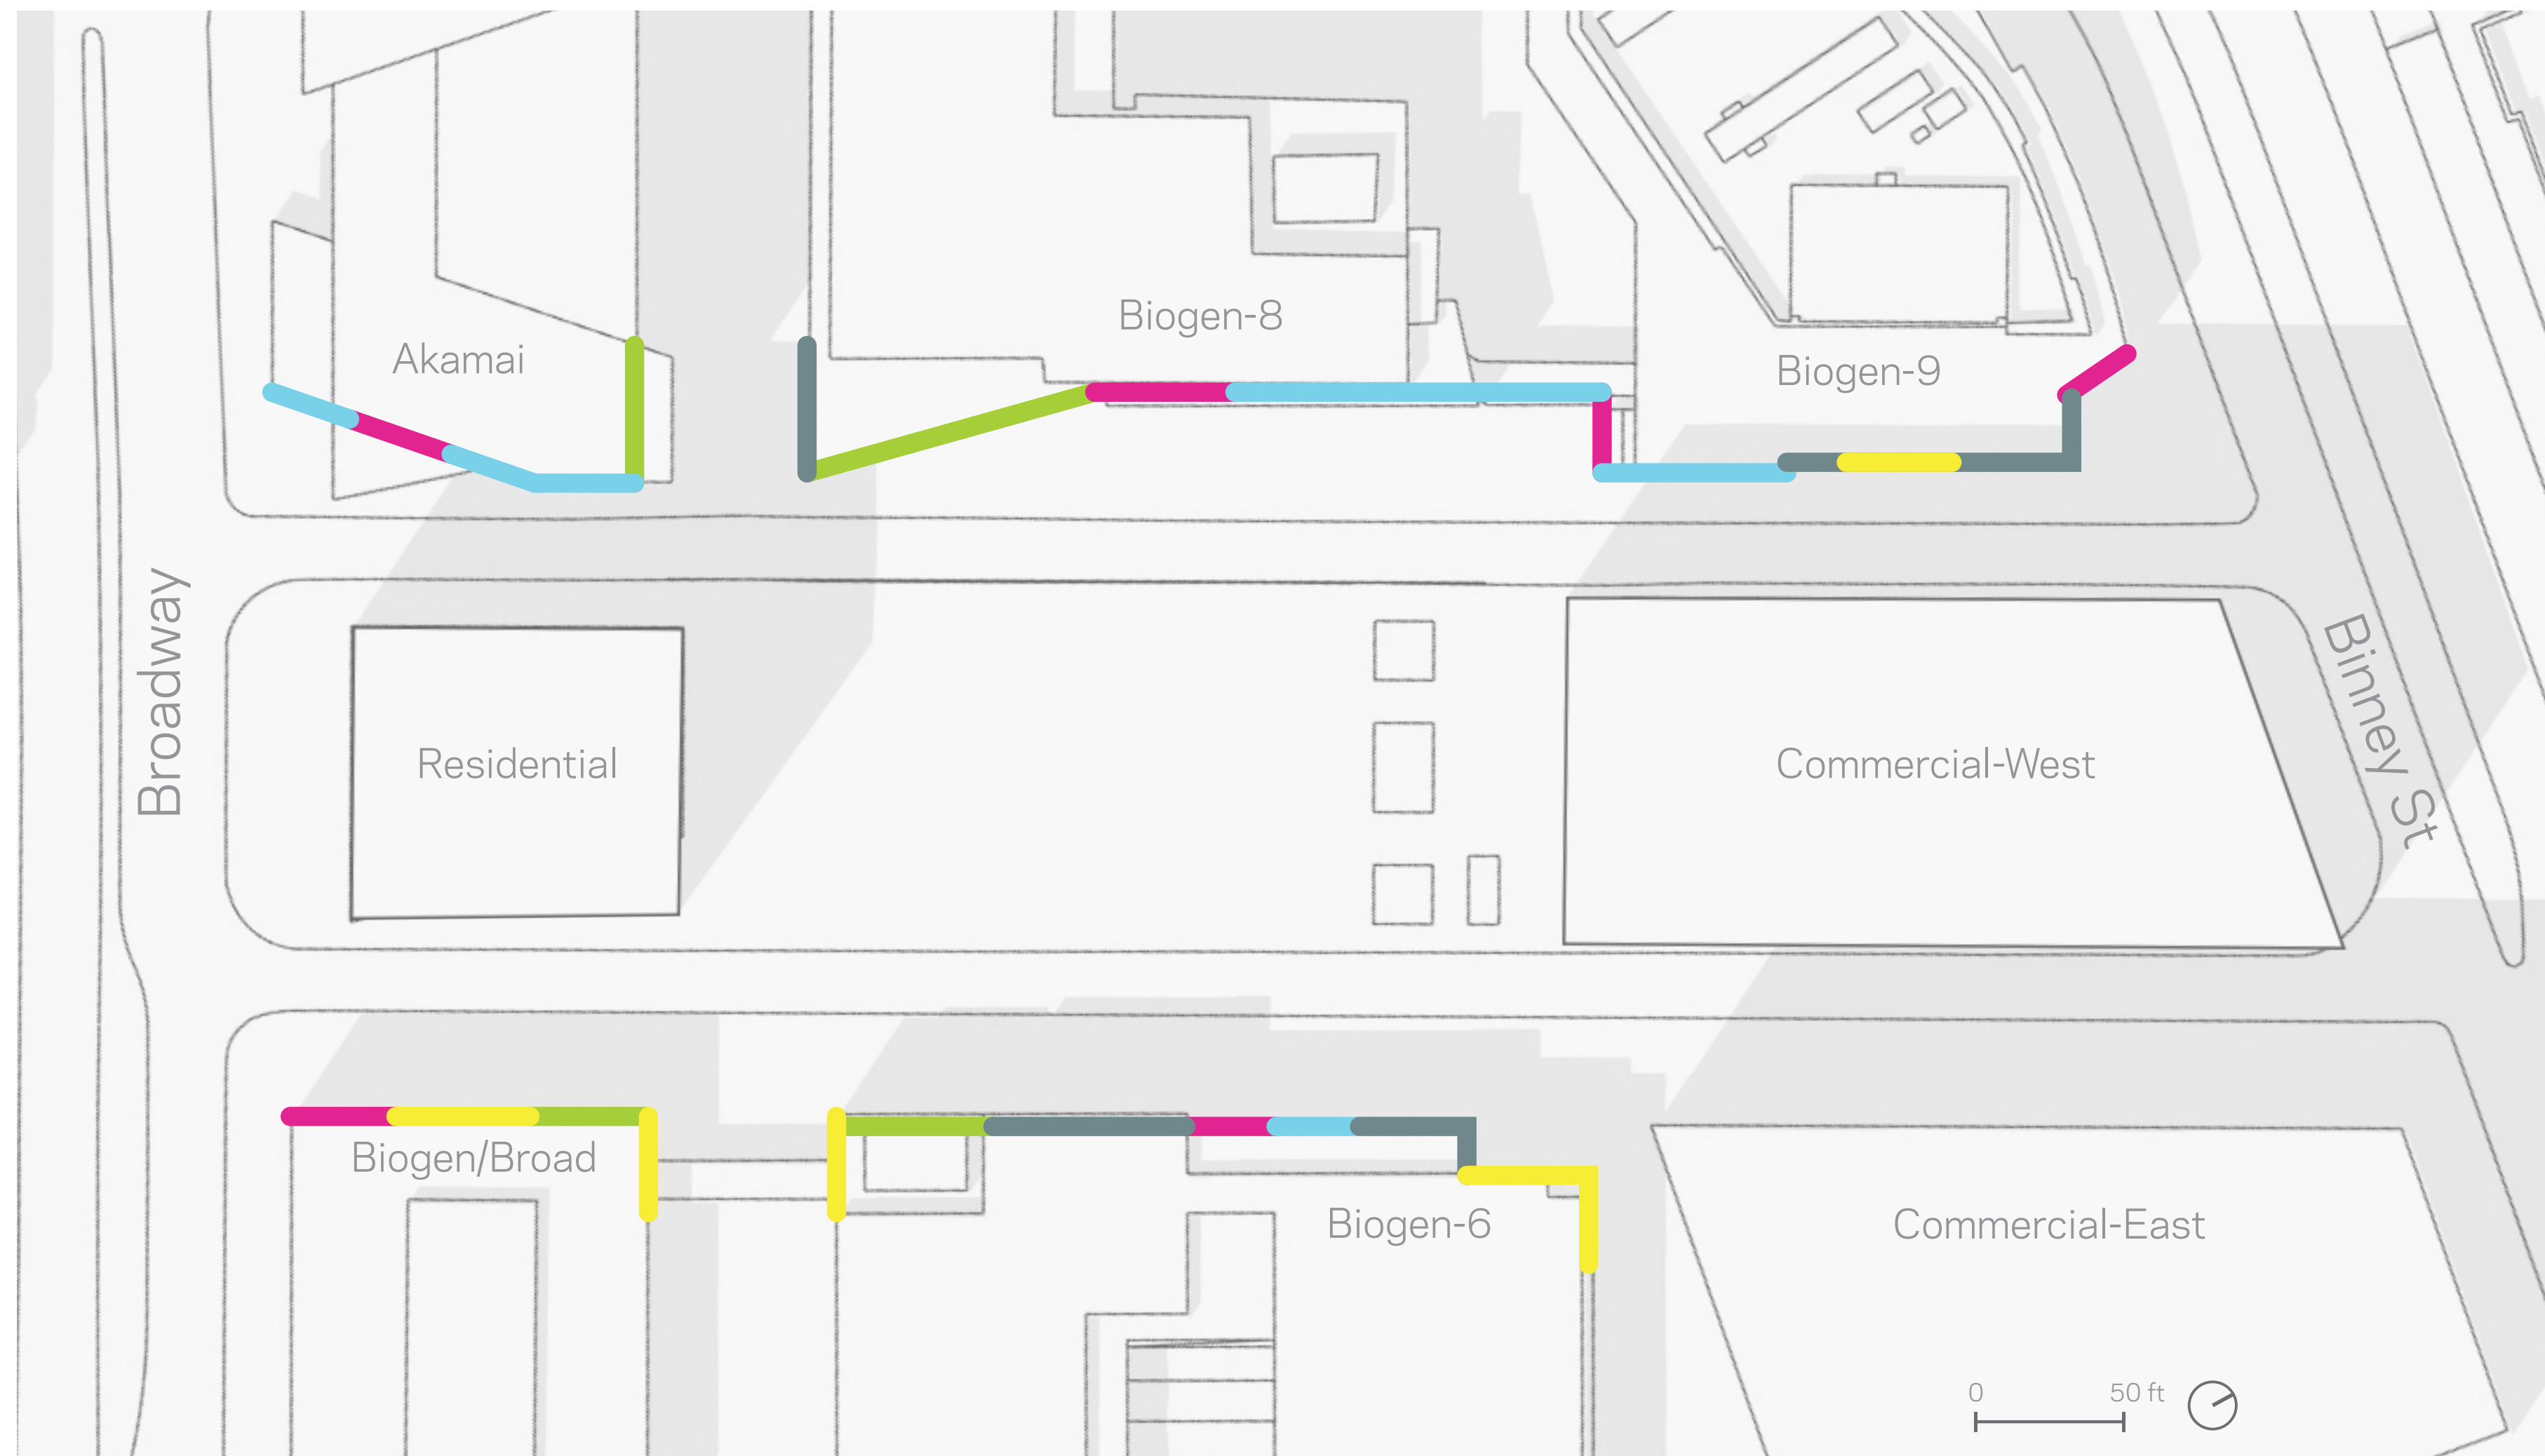 Biogen-8
Akamai
Biogen-9
Broadway
Residential
Commercial-West
Binney St
Biogen/Broad
Biogen-6
Commercial-East
0 50 ft